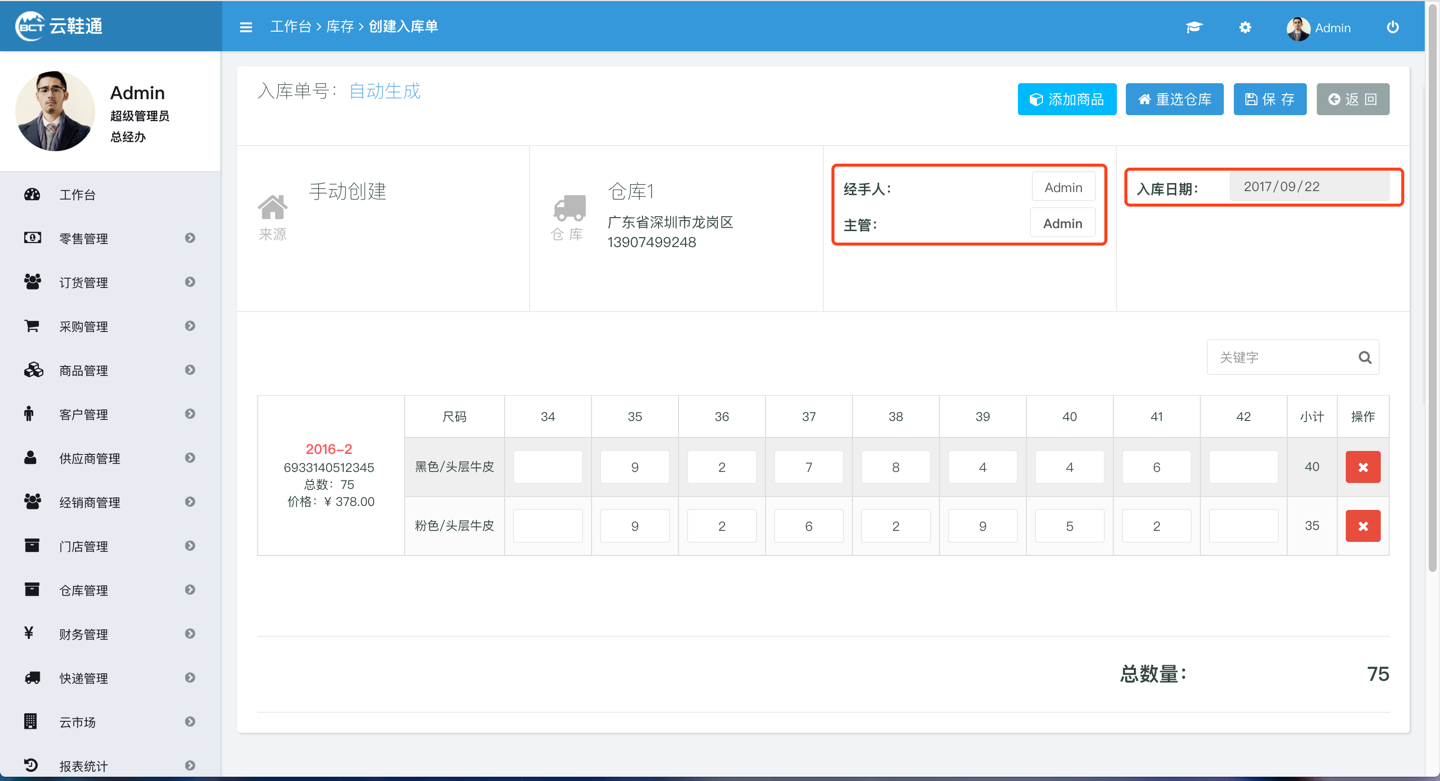 BCT 云鞋通
工作台 > 库存 > 创建入库单
Admin
Admin
超级管理员
总经办
工作台
零售管理
订货管理
采购管理
商品管理
客户管理
供应商管理
经销商管理
门店管理
仓库管理
财务管理
快递管理
云市场
报表统计
入库单号：自动生成
添加商品
重选仓库
保 存
返 回
来源
手动创建
仓 库
仓库1
广东省深圳市龙岗区
13907499248
经手人： Admin
主管： Admin
入库日期： 2017/09/22
关键字
2016-2
6933140512345
总数：75
价格：¥ 378.00
尺码 34 35 36 37 38 39 40 41 42 小计 操作
黑色/头层牛皮 9 2 7 8 4 4 6 40
粉色/头层牛皮 9 2 6 2 9 5 2 35
总数量： 75